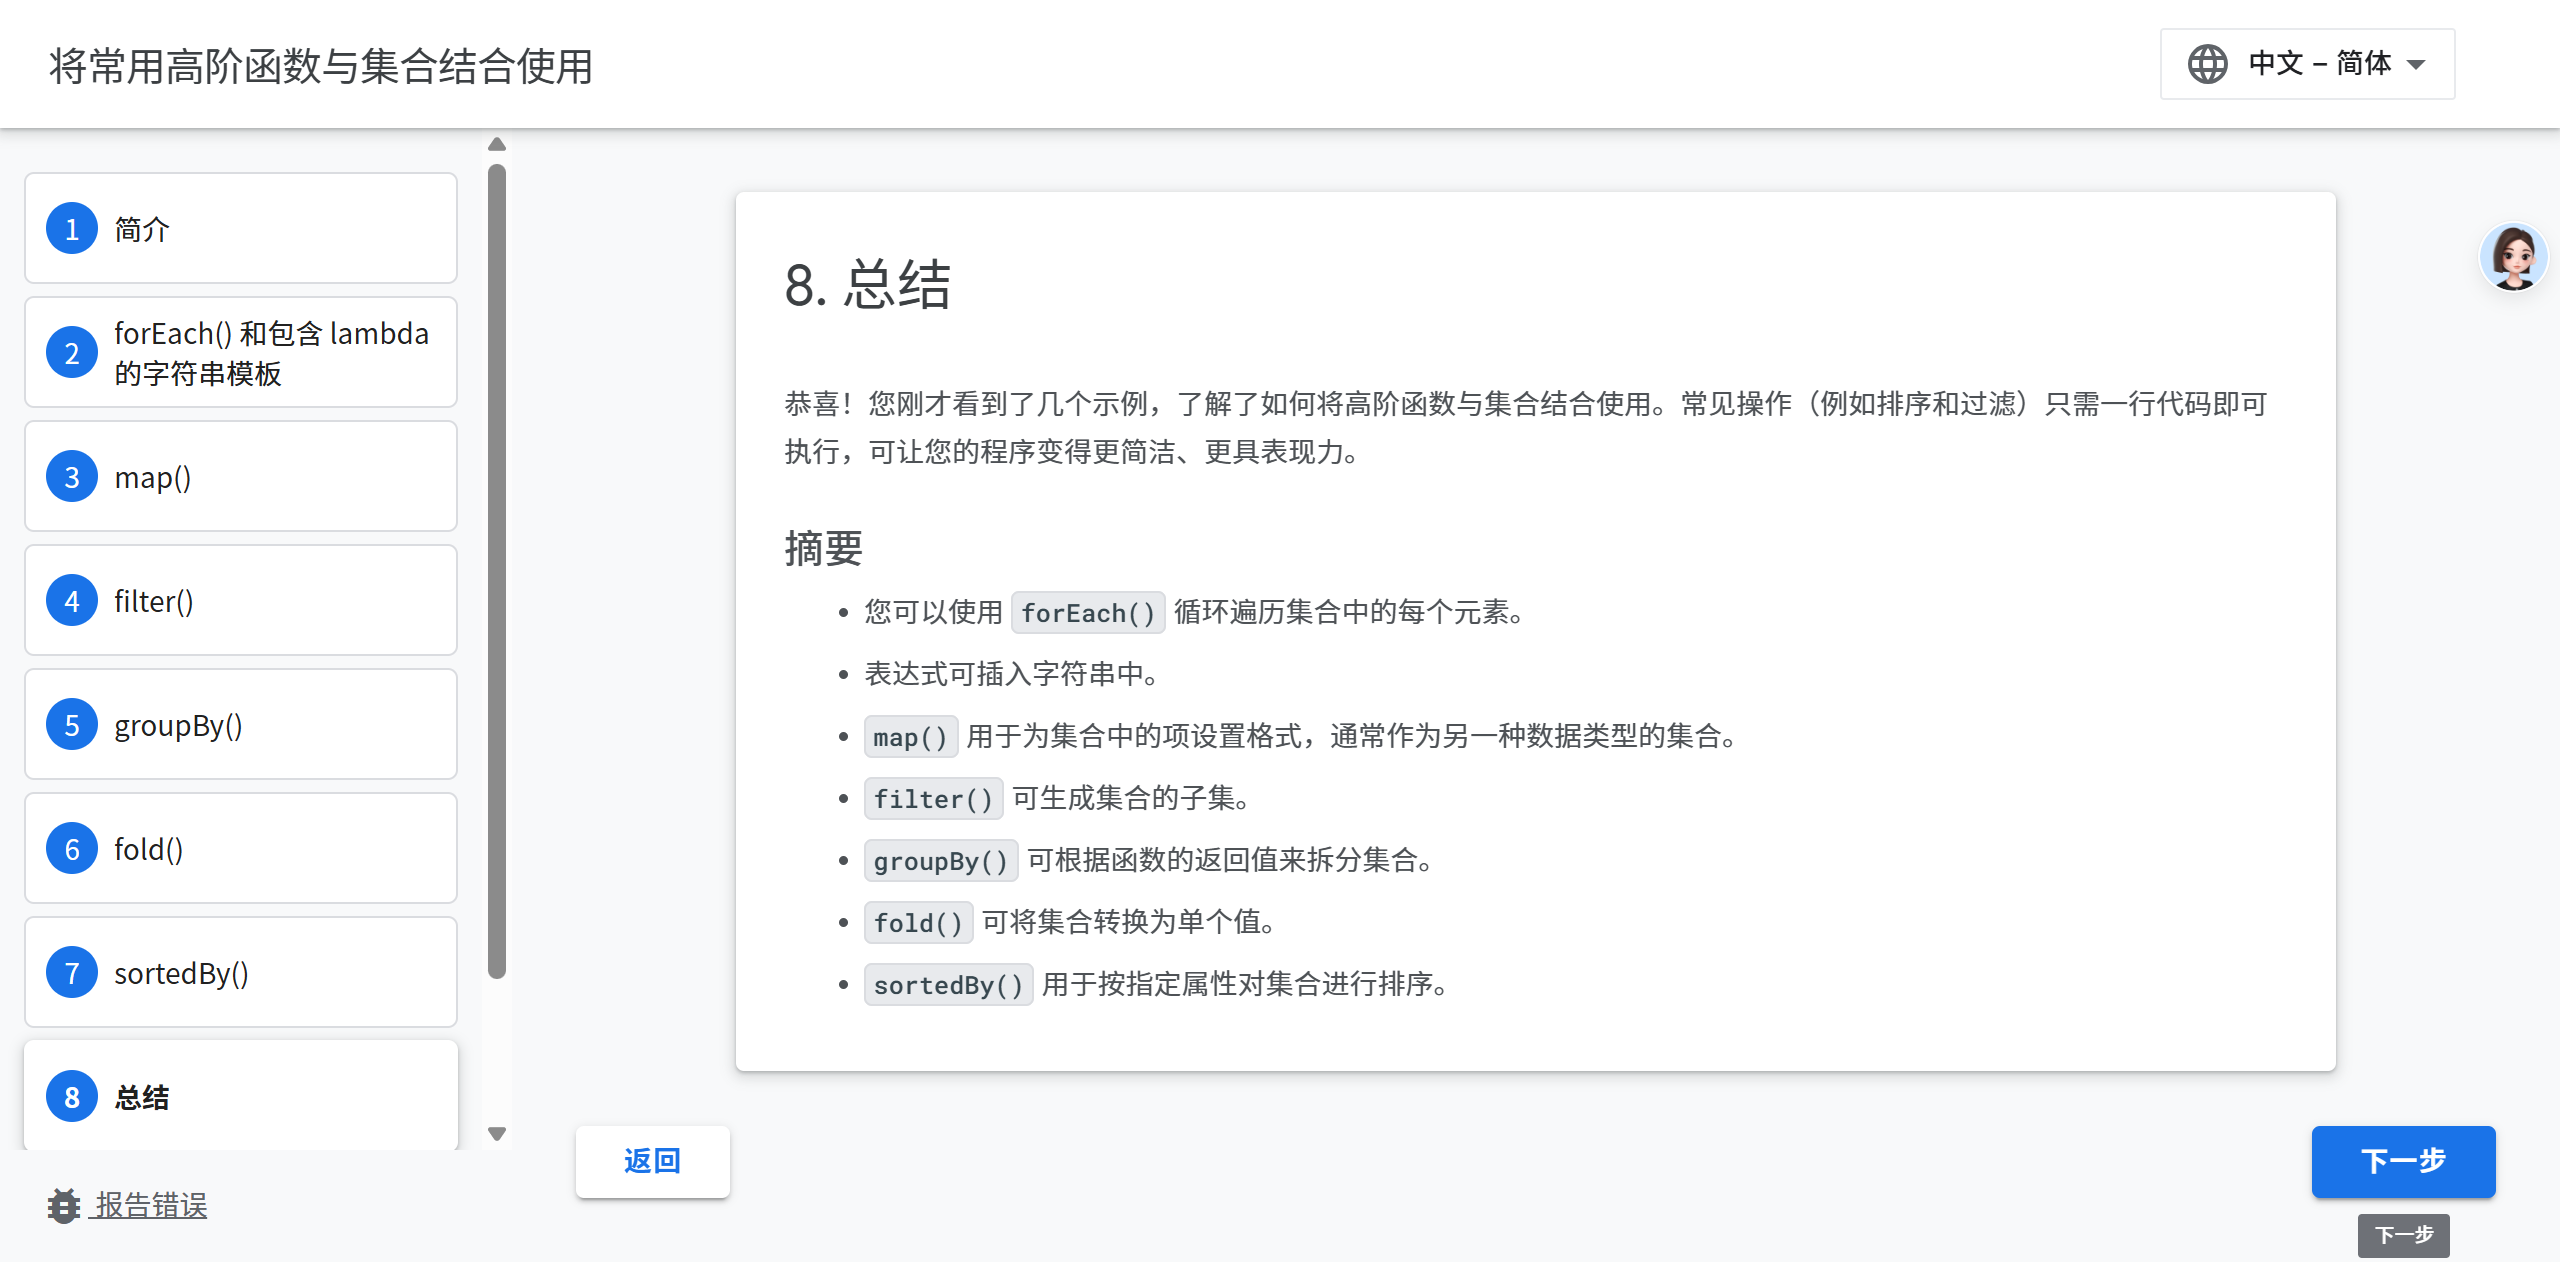 将常用高阶函数与集合结合使用
中文 – 简体
1 简介
2 forEach() 和包含 lambda
的字符串模板
3 map()
4 filter()
5 groupBy()
6 fold()
7 sortedBy()
8 总结
报告错误
8. 总结
恭喜！您刚才看到了几个示例，了解了如何将高阶函数与集合结合使用。常见操作（例如排序和过滤）只需一行代码即可
执行，可让您的程序变得更简洁、更具表现力。
摘要
• 您可以使用 forEach() 循环遍历集合中的每个元素。
• 表达式可插入字符串中。
• map() 用于为集合中的项设置格式，通常作为另一种数据类型的集合。
• filter() 可生成集合的子集。
• groupBy() 可根据函数的返回值来拆分集合。
• fold() 可将集合转换为单个值。
• sortedBy() 用于按指定属性对集合进行排序。
返回
下一步
下一步